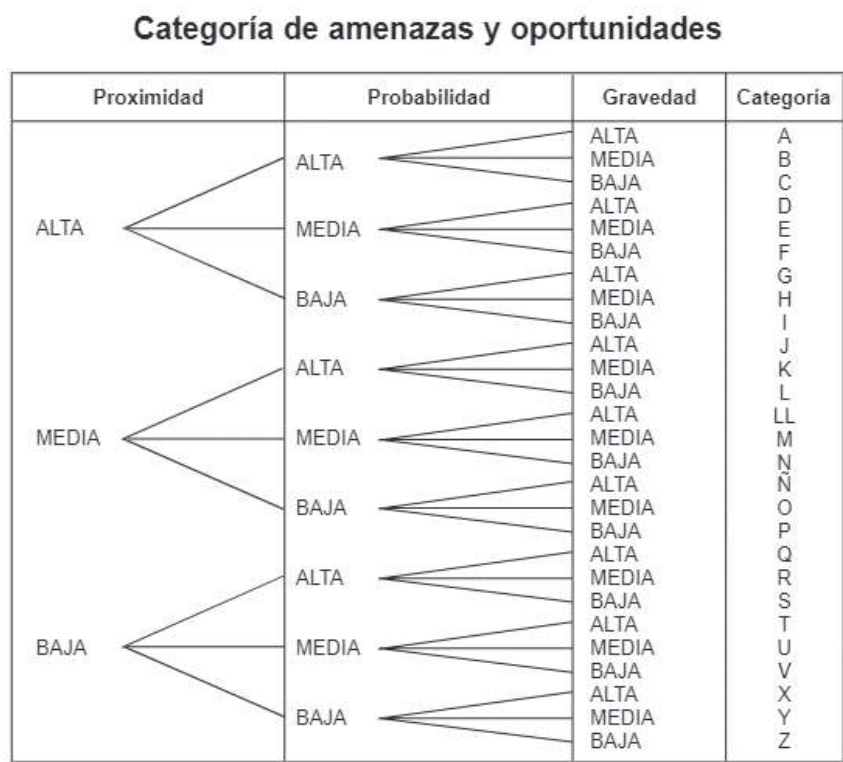 Categoría de amenazas y oportunidades
Proximidad Probabilidad Gravedad Categoría
ALTA A
ALTA MEDIA B
BAJA C
ALTA D
ALTA MEDIA MEDIA E
BAJA F
ALTA G
BAJA MEDIA H
BAJA I
ALTA J
ALTA MEDIA K
BAJA L
ALTA LL
MEDIA MEDIA MEDIA M
BAJA N
ALTA Ñ
BAJA MEDIA O
BAJA P
ALTA Q
ALTA MEDIA R
BAJA S
ALTA T
BAJA MEDIA MEDIA U
BAJA V
ALTA X
BAJA MEDIA Y
BAJA Z